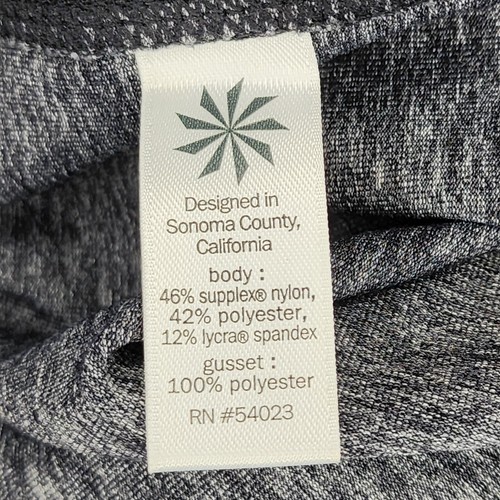 Designed in
Sonoma County,
California
body :
46% supplex® nylon,
42% polyester,
12% lycra® spandex
gusset :
100% polyester
RN #54023